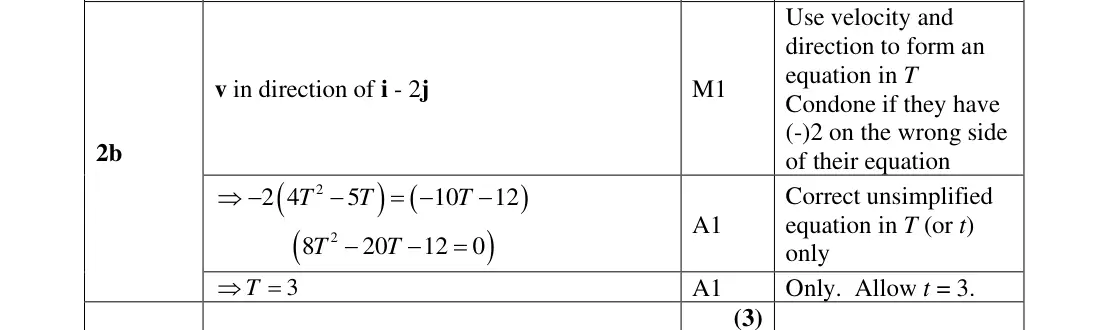 2b
v in direction of i - 2j
M1
Use velocity and
direction to form an
equation in T
Condone if they have
(-)2 on the wrong side
of their equation
⇒ −2(4T² − 5T) = (−10T − 12)
(8T² − 20T − 12 = 0)
A1
Correct unsimplified
equation in T (or t)
only
⇒ T = 3
A1
Only. Allow t = 3.
(3)